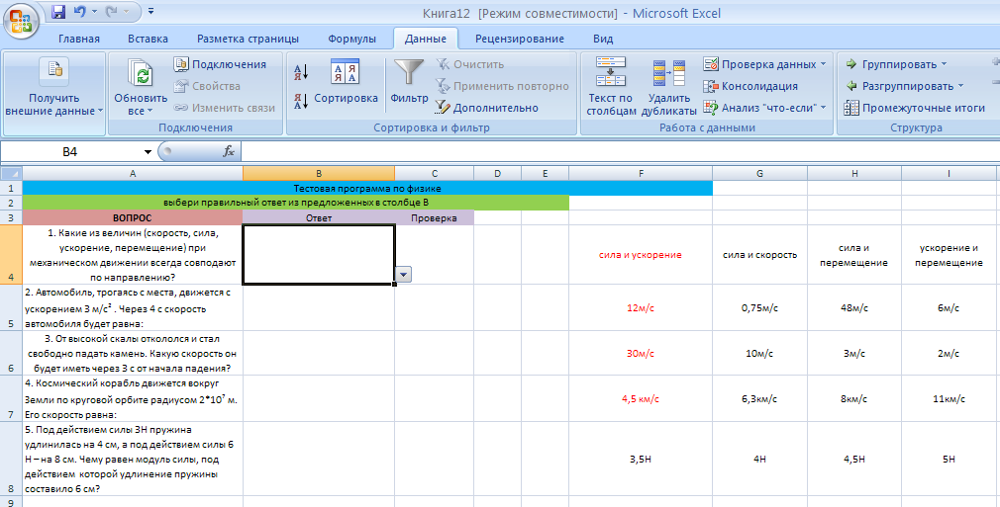 Книга12 [Режим совместимости] - Microsoft Excel
Главная Вставка Разметка страницы Формулы Данные Рецензирование Вид
Получить внешние данные
Обновить все
Подключения
Свойства
Изменить связи
Подключения
А Я
Я А
Сортировка
Фильтр
Очистить
Применить повторно
Дополнительно
Сортировка и фильтр
Текст по столбцам
Удалить дубликаты
Проверка данных
Консолидация
Анализ "что-если"
Работа с данными
Группировать
Разгруппировать
Промежуточные итоги
Структура
B4 fx
A B C D E F G H I
1 Тестовая программа по физике
2 выбери правильный ответ из предложенных в столбце В
3 ВОПРОС Ответ Проверка
1. Какие из величин (скорость, сила,
ускорение, перемещение) при
механическом движении всегда совподают
по направлению?
4
сила и ускорение
сила и скорость
сила и перемещение
ускорение и перемещение
2. Автомобиль, трогаясь с места, движется с
ускорением 3 м/с² . Через 4 с скорость
автомобиля будет равна:
5
12м/с 0,75м/с 48м/с 6м/с
3. От высокой скалы откололся и стал
свободно падать камень. Какую скорость он
будет иметь через 3 с от начала падения?
6
30м/с 10м/с 3м/с 2м/с
4. Космический корабль движется вокруг
Земли по круговой орбите радиусом 2*10⁷ м.
Его скорость равна:
7
4,5 км/с 6,3км/с 8км/с 11км/с
5. Под действием силы 3Н пружина
удлинилась на 4 см, а под действием силы 6
Н – на 8 см. Чему равен модуль силы, под
действием которой удлинение пружины
составило 6 см?
8
3,5Н 4Н 4,5Н 5Н
9